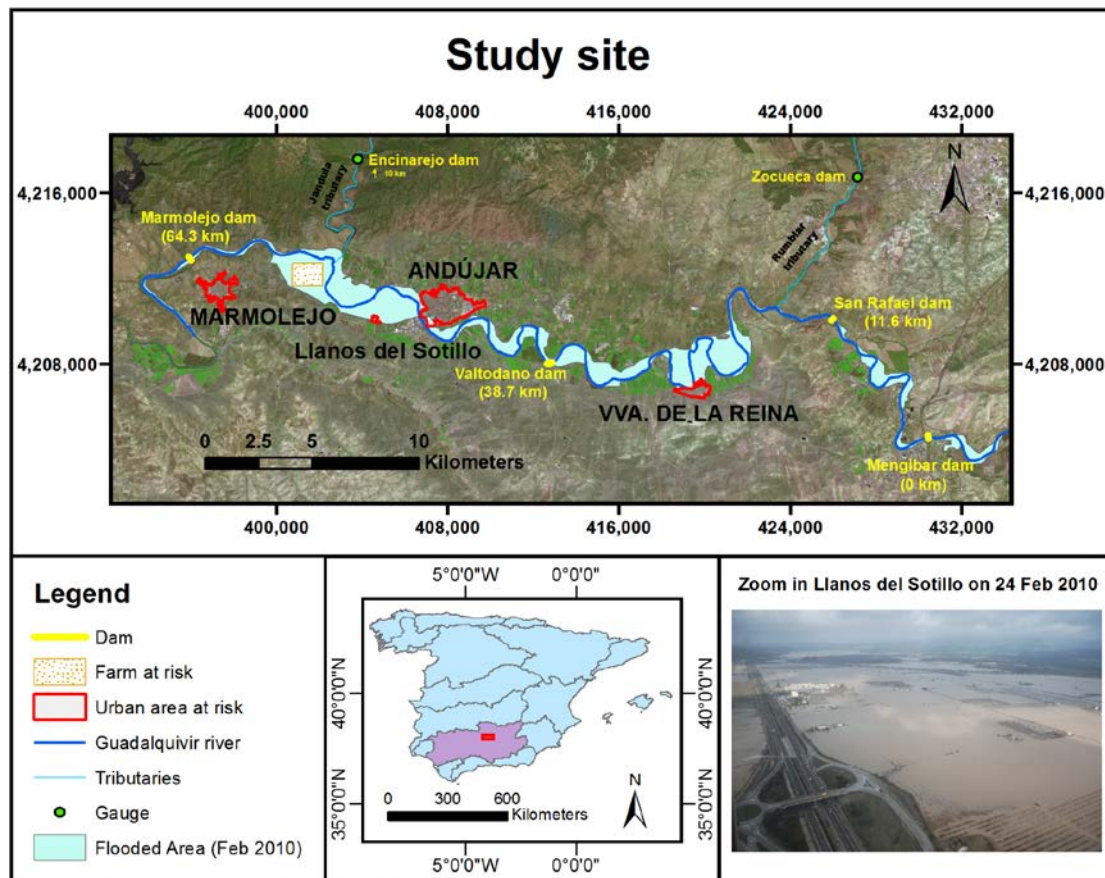 Study site
400,000 408,000 416,000 424,000 432,000
4,216,000
4,208,000
Encinarejo dam
10 km
Jandula
tributary
Zocueca dam
N
4,216,000
4,208,000
Marmolejo dam
(64.3 km)
ANDÚJAR
Rumblar
tributary
MARMOLEJO
San Rafael dam
(11.6 km)
Llanos del Sotillo
Valtodano dam
(38.7 km)
VVA. DE LA REINA
0 2.5 5 10
Kilometers
Mengibar dam
(0 km)
400,000 408,000 416,000 424,000 432,000
Legend
Dam
Farm at risk
Urban area at risk
Guadalquivir river
Tributaries
Gauge
Flooded Area (Feb 2010)
5°0'0"W 0°0'0"
40°0'0"N
35°0'0"N
40°0'0"N
35°0'0"N
N
0 300 600
Kilometers
5°0'0"W 0°0'0"
Zoom in Llanos del Sotillo on 24 Feb 2010